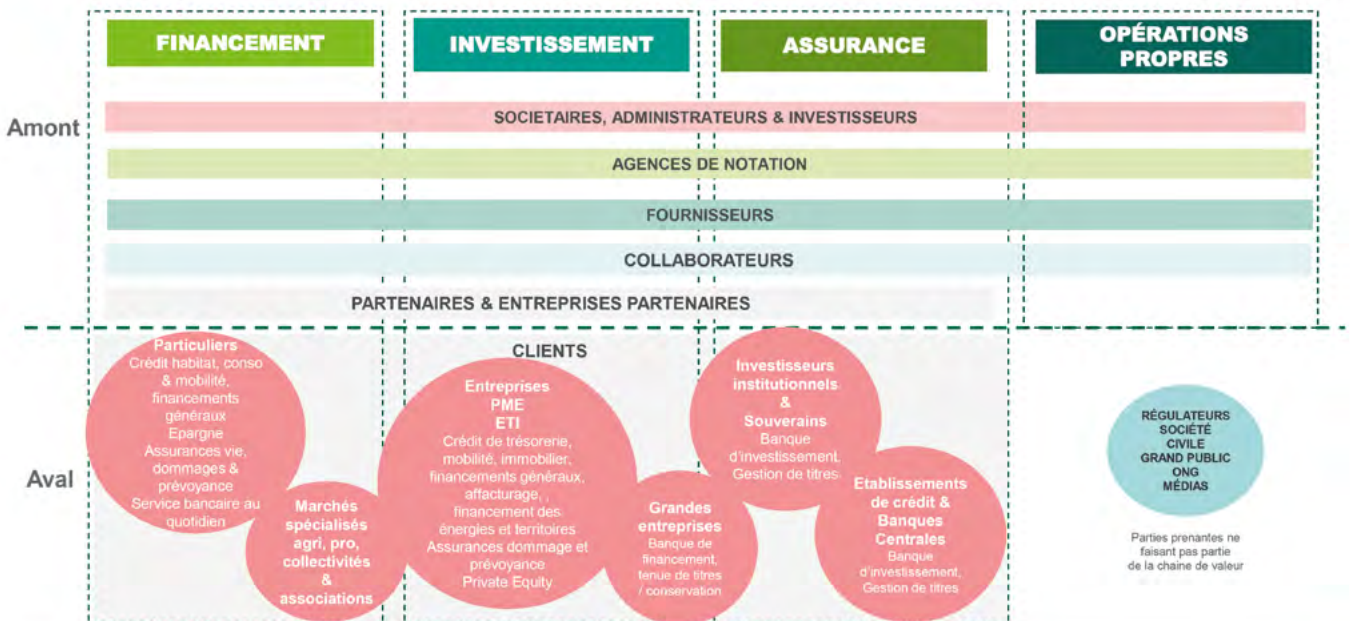 FINANCEMENT
INVESTISSEMENT
ASSURANCE
OPÉRATIONS
PROPRES
Amont
SOCIETAIRES, ADMINISTRATEURS & INVESTISSEURS
AGENCES DE NOTATION
FOURNISSEURS
COLLABORATEURS
PARTENAIRES & ENTREPRISES PARTENAIRES
Aval
CLIENTS
Particuliers
Crédit habitat, conso
& mobilité,
financements
généraux
Epargne
Assurances vie,
dommages &
prévoyance
Service bancaire au
quotidien
Marchés
spécialisés
agri, pro,
collectivités
&
associations
Entreprises
PME
ETI
Crédit de trésorerie,
mobilité, immobilier,
financements généraux,
affacturage, ,
financement des
énergies et territoires
Assurances dommage et
prévoyance
Private Equity
Grandes
entreprises
Banque de
financement,
tenue de titres
/ conservation
Investisseurs
institutionnels
&
Souverains
Banque
d'investissement,
Gestion de titres
Etablissements
de crédit &
Banques
Centrales
Banque
d'investissement,
Gestion de titres
RÉGULATEURS
SOCIÉTÉ
CIVILE
GRAND PUBLIC
ONG
MÉDIAS
Parties prenantes ne
faisant pas partie
de la chaine de valeur